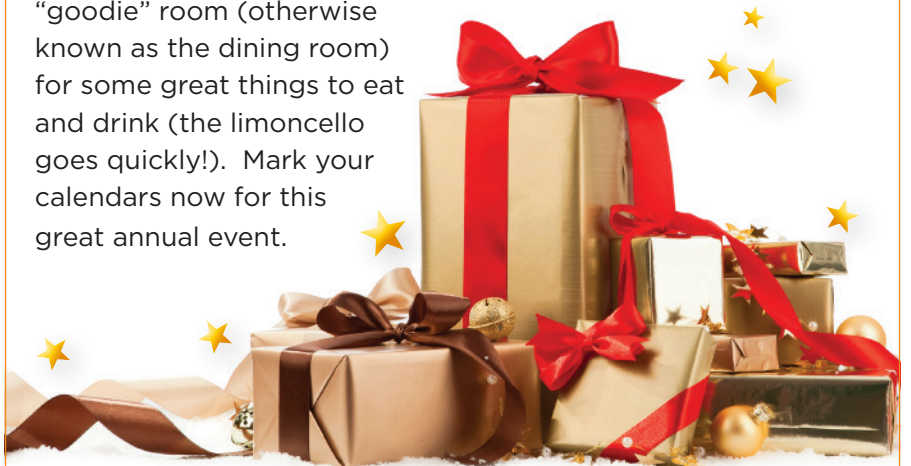 “goodie” room (otherwise
known as the dining room)
for some great things to eat
and drink (the limoncello
goes quickly!).  Mark your
calendars now for this
great annual event.